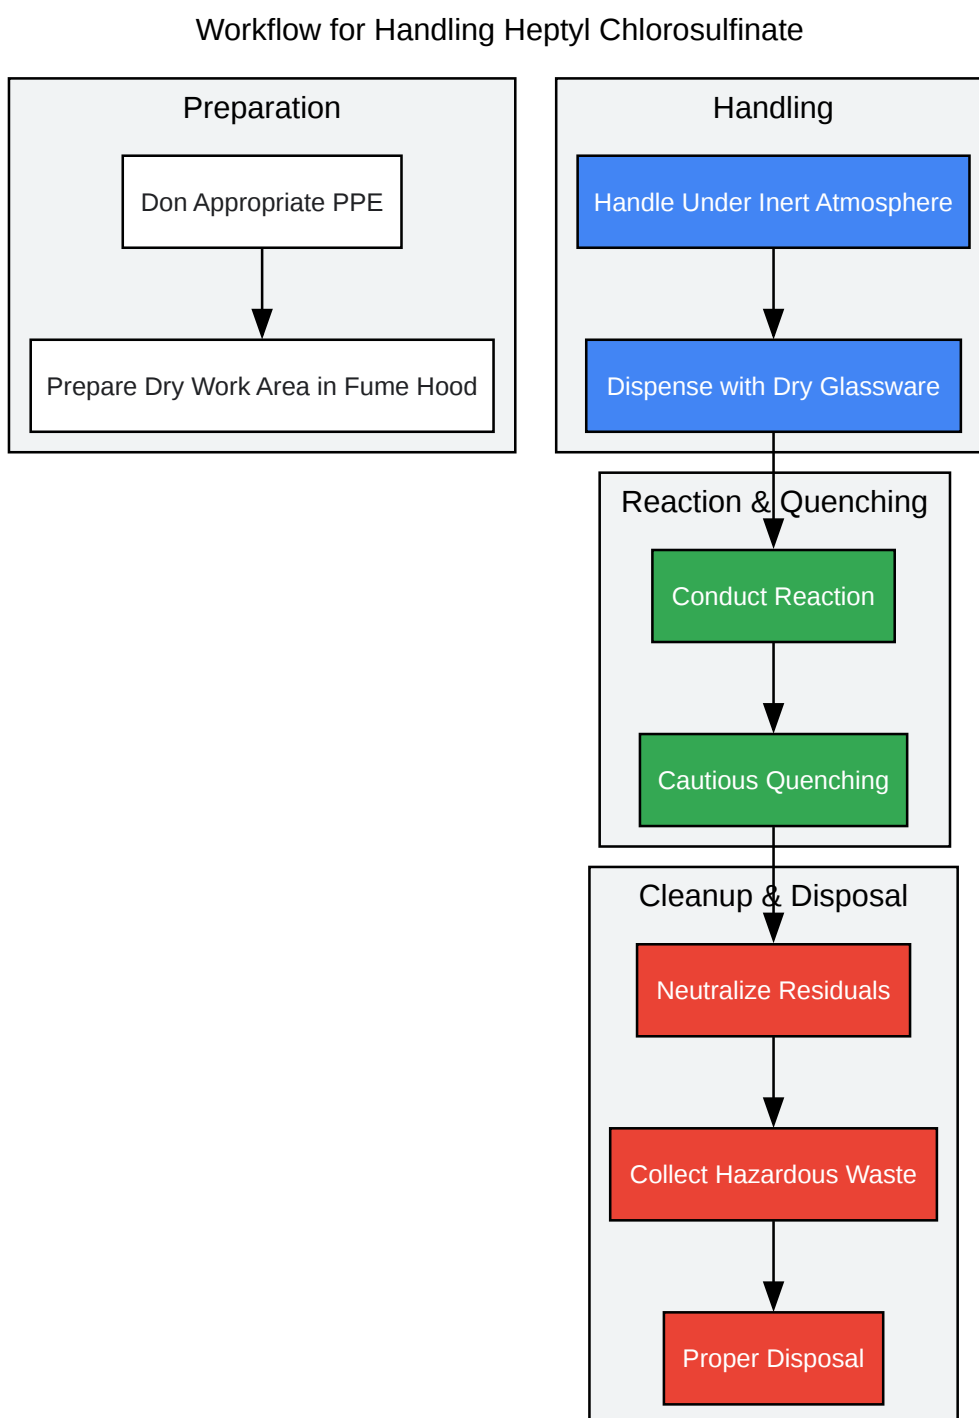 Workflow for Handling Heptyl Chlorosulfinate
Preparation
Don Appropriate PPE
Prepare Dry Work Area in Fume Hood
Handling
Handle Under Inert Atmosphere
Dispense with Dry Glassware
Reaction & Quenching
Conduct Reaction
Cautious Quenching
Cleanup & Disposal
Neutralize Residuals
Collect Hazardous Waste
Proper Disposal